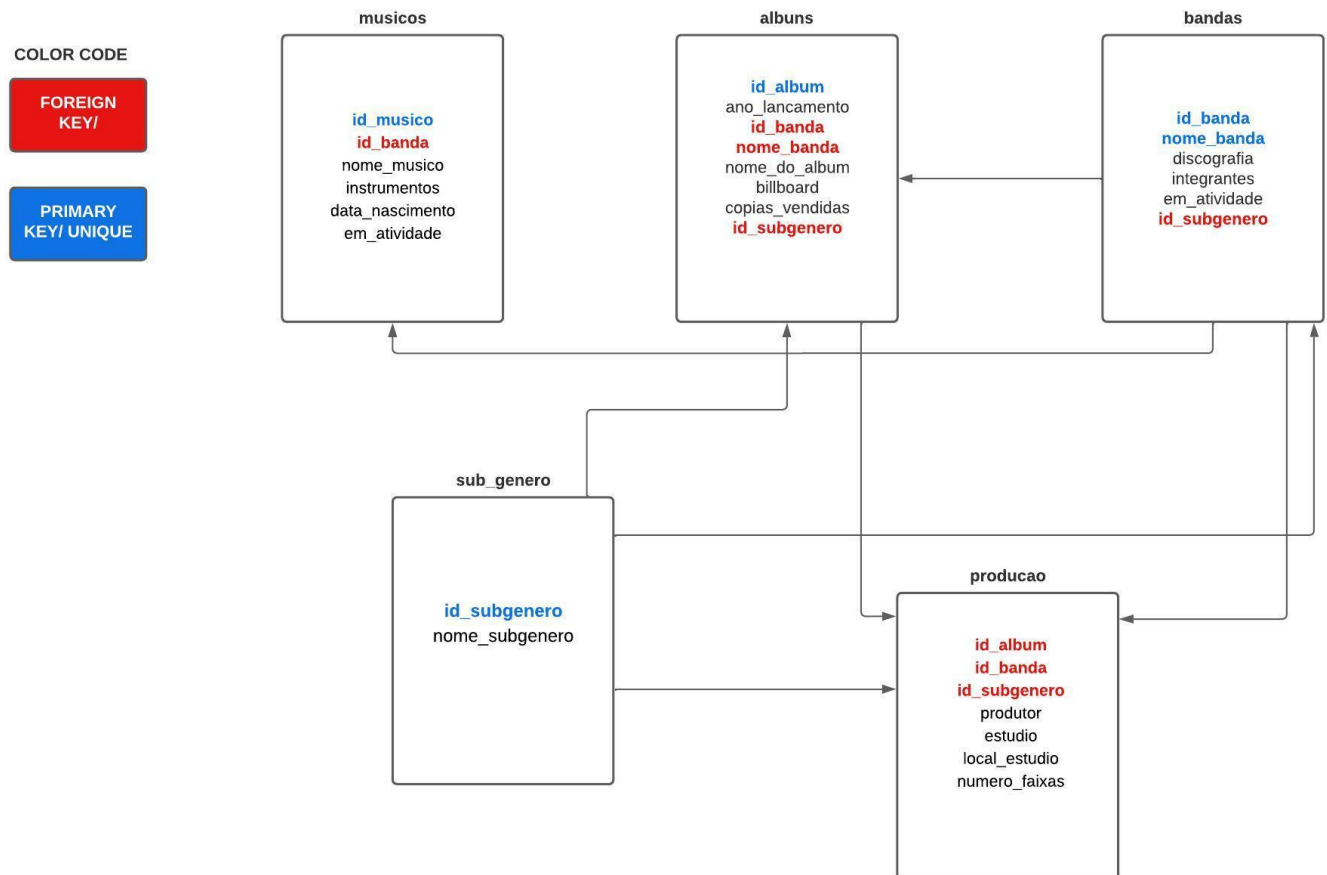 COLOR CODE
FOREIGN
KEY/
PRIMARY
KEY/ UNIQUE
musicos
id_musico
id_banda
nome_musico
instrumentos
data_nascimento
em_atividade
albuns
id_album
ano_lancamento
id_banda
nome_banda
nome_do_album
billboard
copias_vendidas
id_subgenero
bandas
id_banda
nome_banda
discografia
integrantes
em_atividade
id_subgenero
sub_genero
id_subgenero
nome_subgenero
producao
id_album
id_banda
id_subgenero
produtor
estudio
local_estudio
numero_faixas